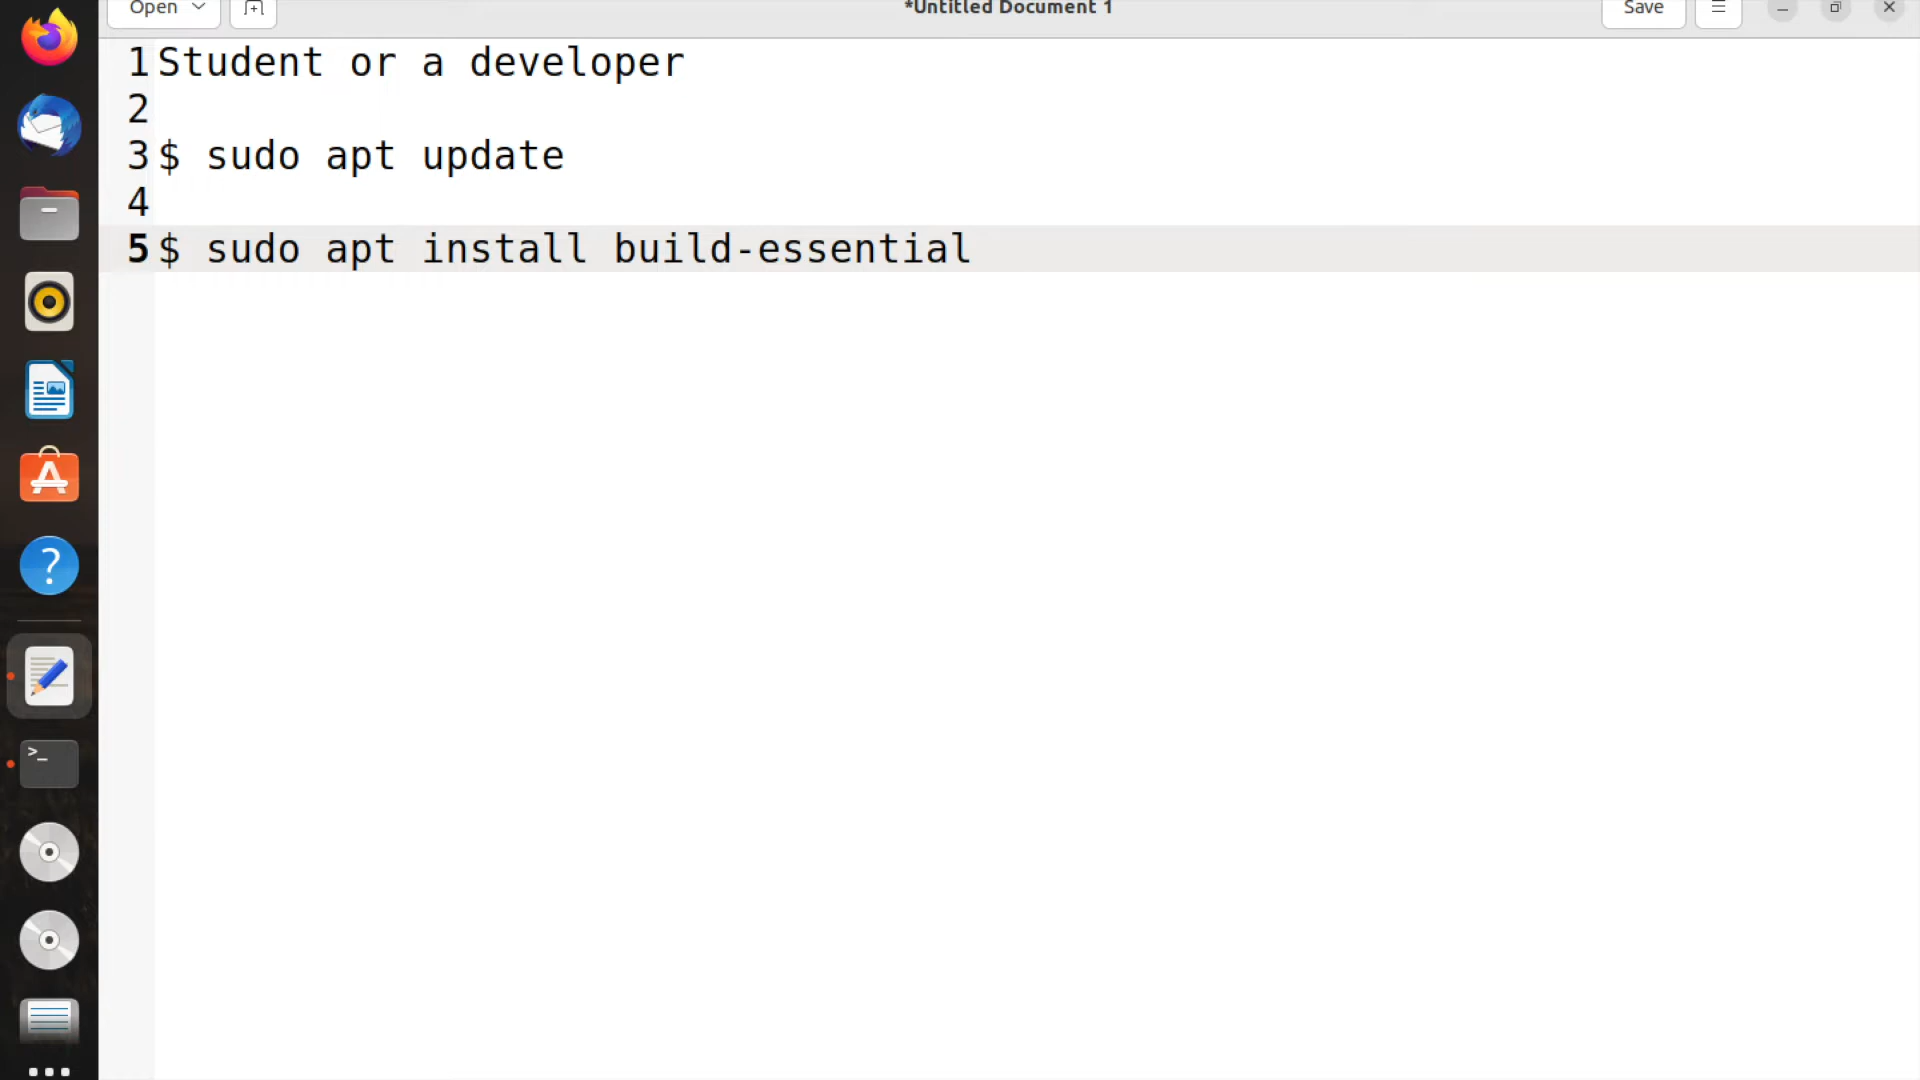 Open
*Untitled Document 1
Save
1 Student or a developer
2
3 $ sudo apt update
4
5 $ sudo apt install build-essential